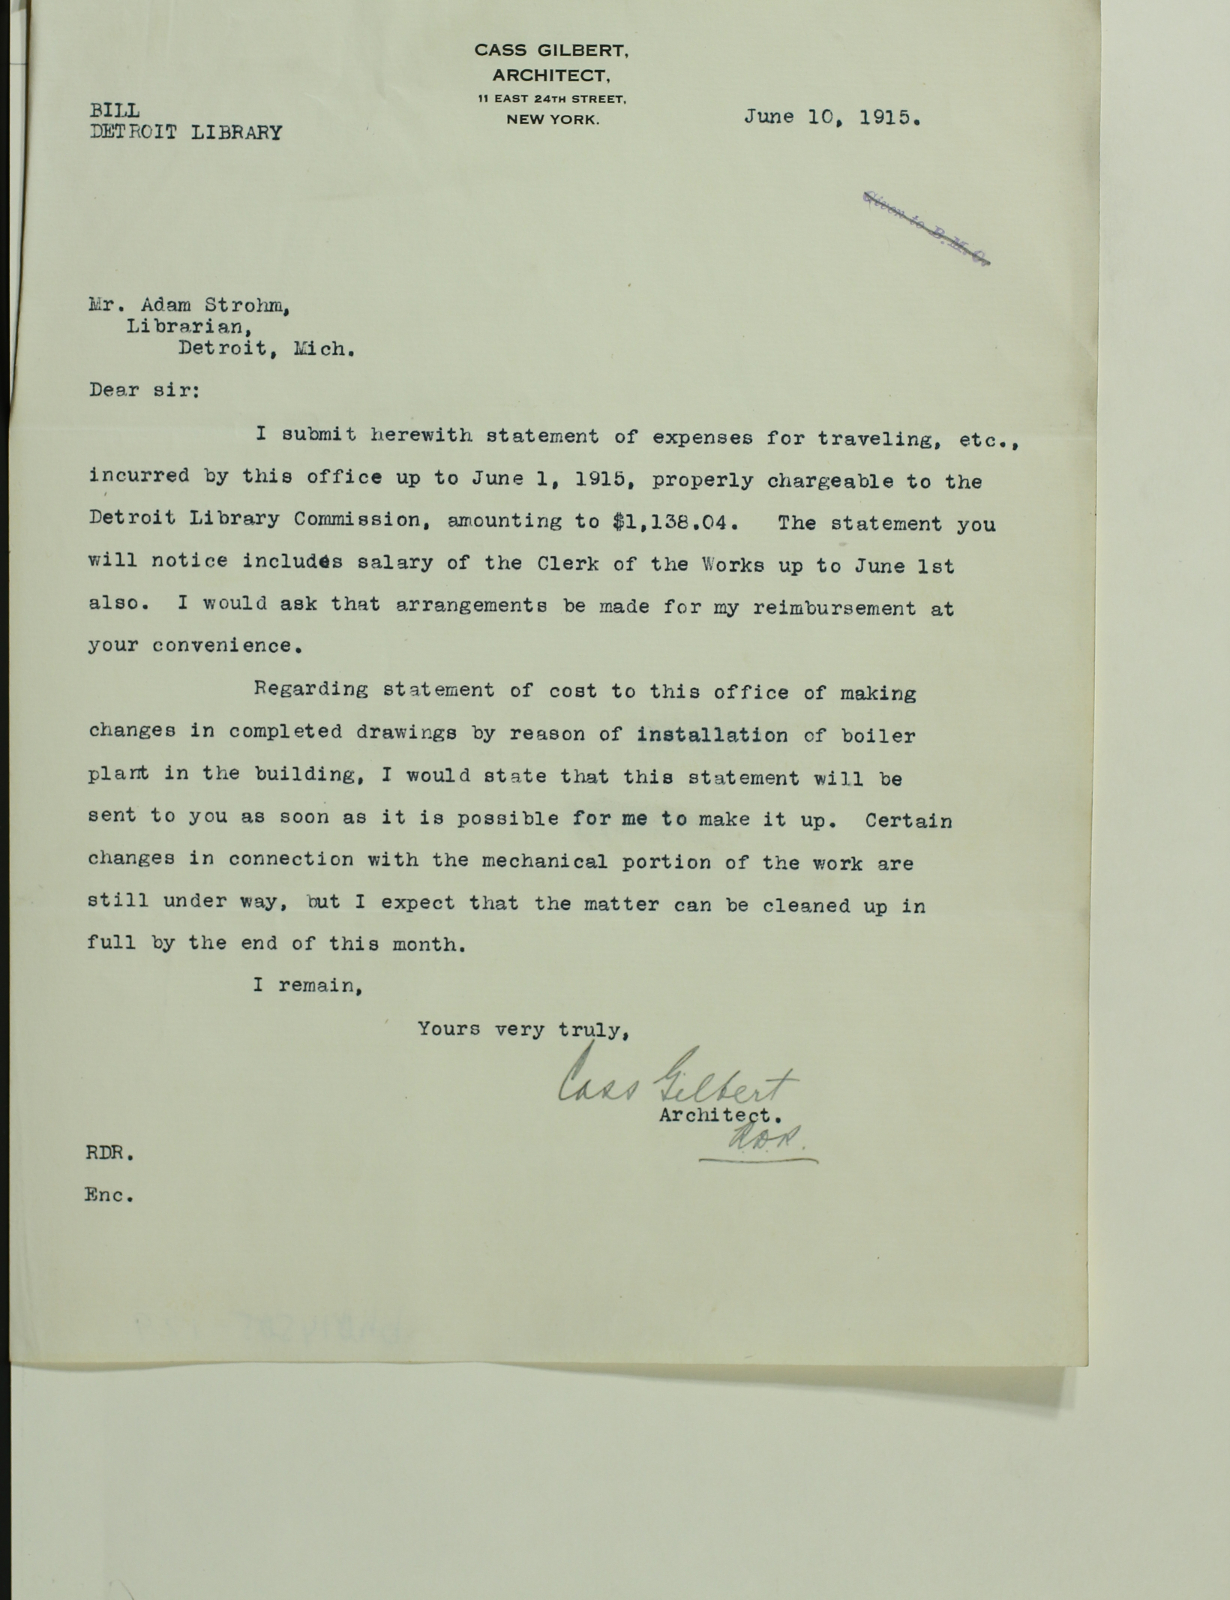 CASS GILBERT,
ARCHITECT,
11 EAST 24TH STREET,
NEW YORK.
BILL
DETROIT LIBRARY
June 10, 1915.
Given to B.M.C.
Mr. Adam Strohm,
Librarian,
Detroit, Mich.
Dear sir:
I submit herewith statement of expenses for traveling, etc.,
incurred by this office up to June 1, 1915, properly chargeable to the
Detroit Library Commission, amounting to $1,138.04. The statement you
will notice includes salary of the Clerk of the Works up to June 1st
also. I would ask that arrangements be made for my reimbursement at
your convenience.
Regarding statement of cost to this office of making
changes in completed drawings by reason of installation of boiler
plant in the building, I would state that this statement will be
sent to you as soon as it is possible for me to make it up. Certain
changes in connection with the mechanical portion of the work are
still under way, but I expect that the matter can be cleaned up in
full by the end of this month.
I remain,
Yours very truly,
Cass Gilbert
Architect.
R.D.R.
RDR.
Enc.